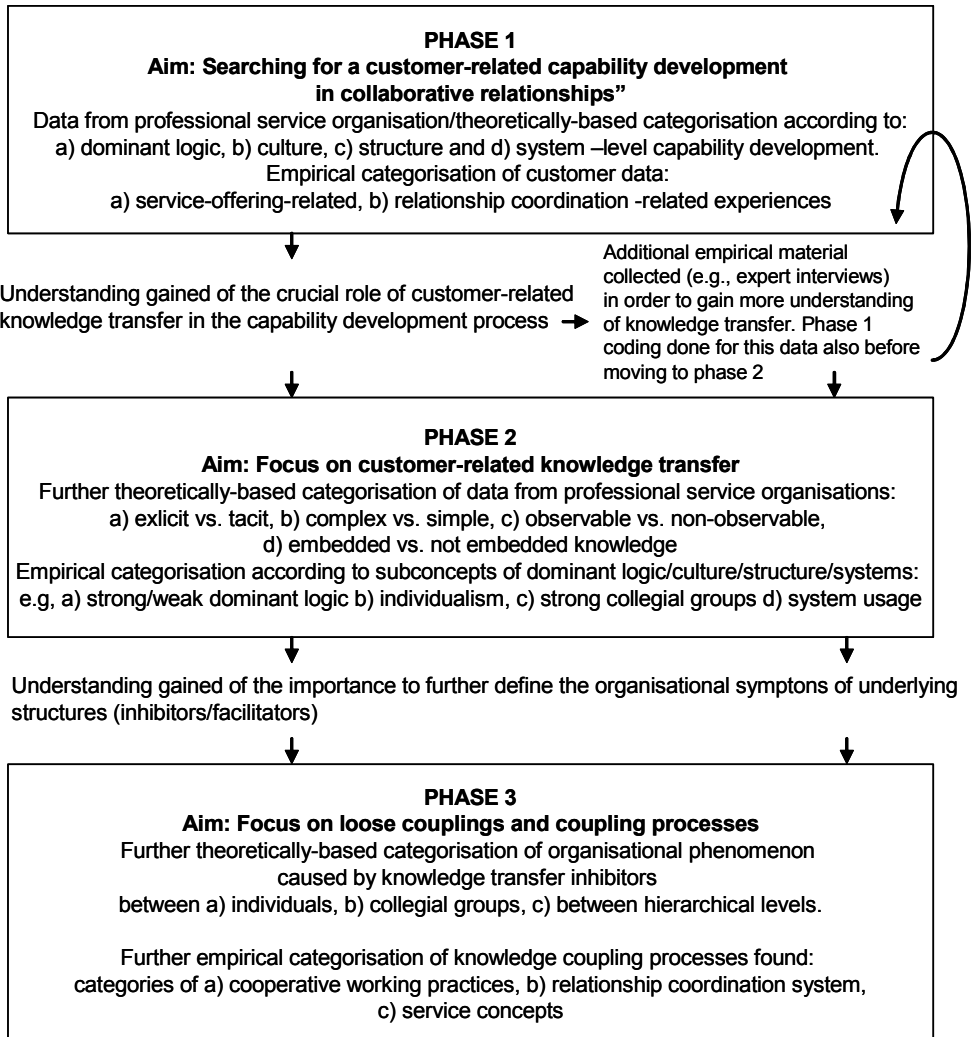 PHASE 1
Aim: Searching for a customer-related capability development
in collaborative relationships”
Data from professional service organisation/theoretically-based categorisation according to:
a) dominant logic, b) culture, c) structure and d) system –level capability development.
Empirical categorisation of customer data:
a) service-offering-related, b) relationship coordination -related experiences
Understanding gained of the crucial role of customer-related
knowledge transfer in the capability development process
Additional empirical material
collected (e.g., expert interviews)
in order to gain more understanding
of knowledge transfer. Phase 1
coding done for this data also before
moving to phase 2
PHASE 2
Aim: Focus on customer-related knowledge transfer
Further theoretically-based categorisation of data from professional service organisations:
a) exlicit vs. tacit, b) complex vs. simple, c) observable vs. non-observable,
d) embedded vs. not embedded knowledge
Empirical categorisation according to subconcepts of dominant logic/culture/structure/systems:
e.g, a) strong/weak dominant logic b) individualism, c) strong collegial groups d) system usage
Understanding gained of the importance to further define the organisational symptons of underlying
structures (inhibitors/facilitators)
PHASE 3
Aim: Focus on loose couplings and coupling processes
Further theoretically-based categorisation of organisational phenomenon
caused by knowledge transfer inhibitors
between a) individuals, b) collegial groups, c) between hierarchical levels.
Further empirical categorisation of knowledge coupling processes found:
categories of a) cooperative working practices, b) relationship coordination system,
c) service concepts